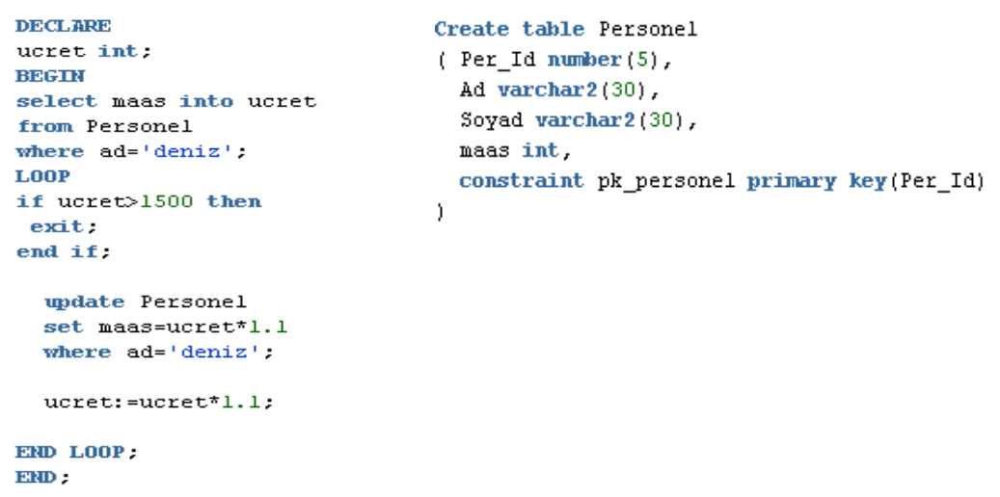 DECLARE
ucret int;
BEGIN
select maas into ucret
from Personel
where ad='deniz';
LOOP
if ucret>1500 then
exit;
end if;
update Personel
set maas=ucret*1.1
where ad='deniz';
ucret:=ucret*1.1;
END LOOP;
END;
Create table Personel
( Per_Id number(5),
Ad varchar2(30),
Soyad varchar2(30),
maas int,
constraint pk_personel primary key(Per_Id)
)